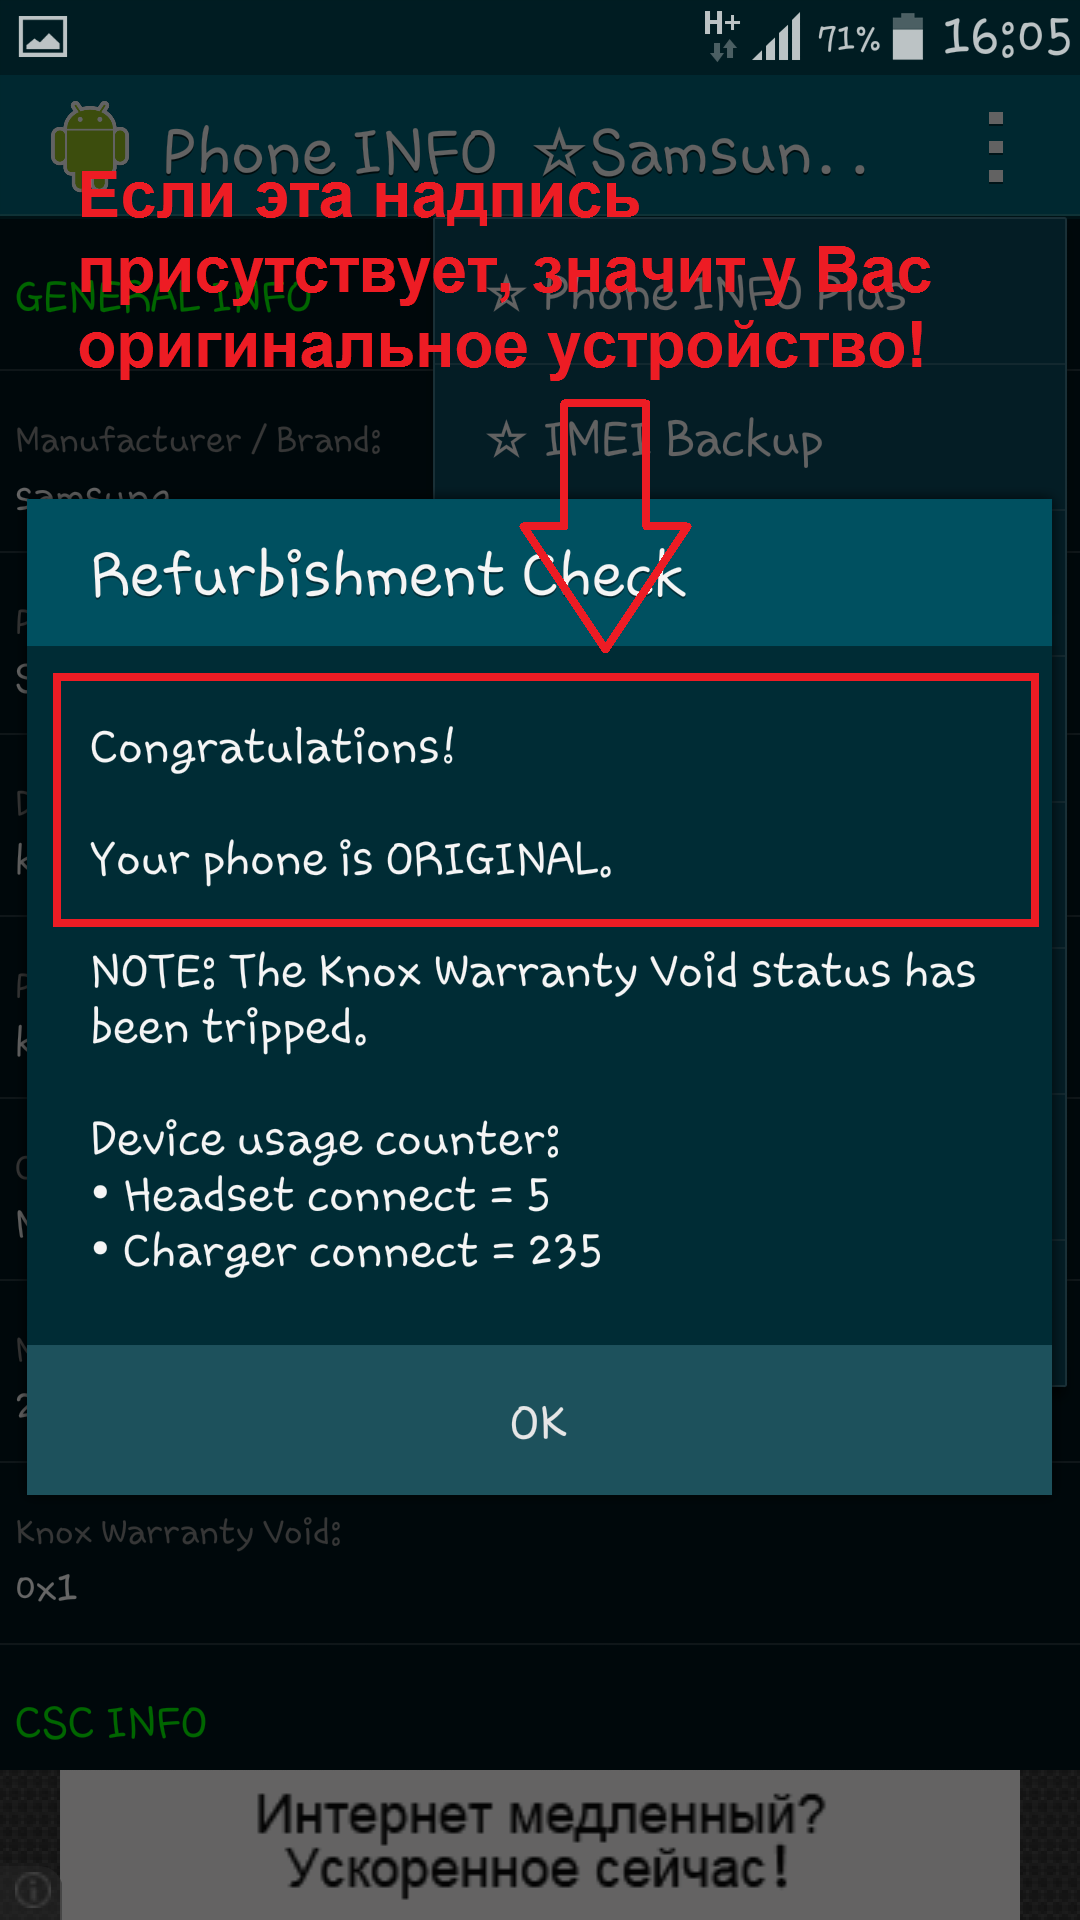 H+ 71% 16:05
Phone INFO ☆Samsun..
Если эта надпись
присутствует, значит у Вас
оригинальное устройство!
GENERAL INFO
☆ Phone INFO Plus
Manufacturer / Brand:
☆ IMEI Backup
samsung
Refurbishment Check
Congratulations!
Your phone is ORIGINAL.
NOTE: The Knox Warranty Void status has
been tripped.
Device usage counter:
• Headset connect = 5
• Charger connect = 235
OK
Knox Warranty Void:
0x1
CSC INFO
Интернет медленный?
Ускоренное сейчас!